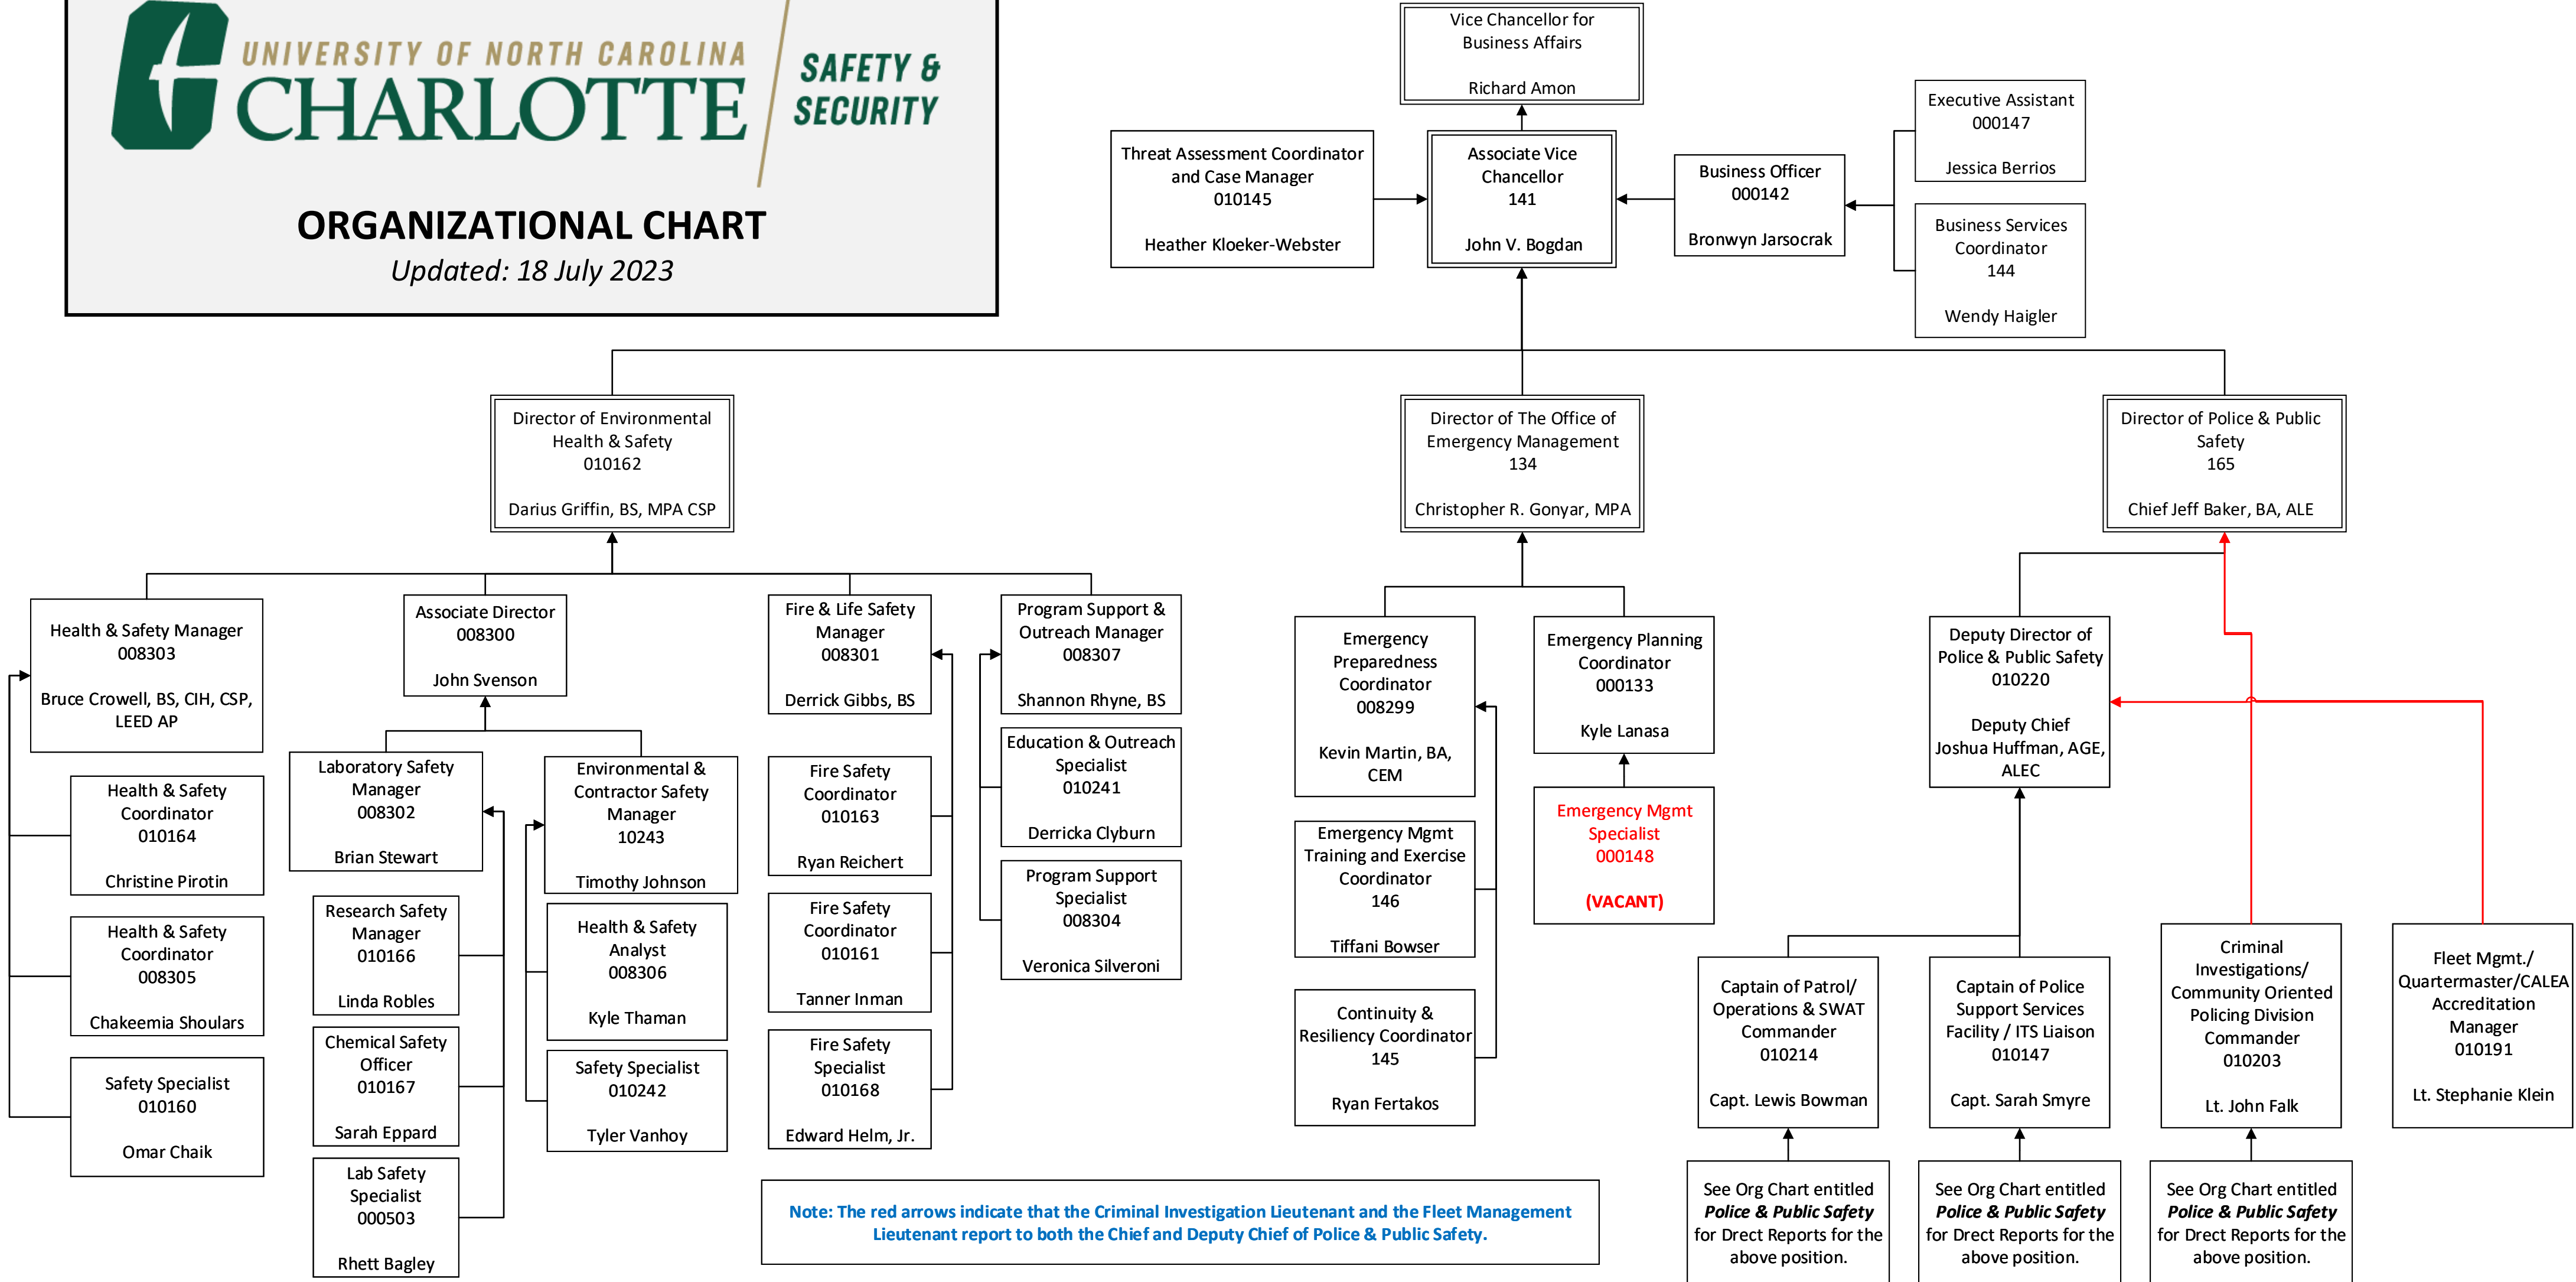 UNIVERSITY OF NORTH CAROLINA
CHARLOTTE
SAFETY &
SECURITY
ORGANIZATIONAL CHART
Updated: 18 July 2023
Vice Chancellor for
Business Affairs
Richard Amon
Threat Assessment Coordinator
and Case Manager
010145
Heather Kloeker-Webster
Associate Vice
Chancellor
141
John V. Bogdan
Business Officer
000142
Bronwyn Jarsocrak
Executive Assistant
000147
Jessica Berrios
Business Services
Coordinator
144
Wendy Haigler
Director of Environmental
Health & Safety
010162
Darius Griffin, BS, MPA CSP
Director of The Office of
Emergency Management
134
Christopher R. Gonyar, MPA
Director of Police & Public
Safety
165
Chief Jeff Baker, BA, ALE
Health & Safety Manager
008303
Bruce Crowell, BS, CIH, CSP,
LEED AP
Health & Safety
Coordinator
010164
Christine Pirotin
Health & Safety
Coordinator
008305
Chakeemia Shoulars
Safety Specialist
010160
Omar Chaik
Associate Director
008300
John Svenson
Laboratory Safety
Manager
008302
Brian Stewart
Research Safety
Manager
010166
Linda Robles
Chemical Safety
Officer
010167
Sarah Eppard
Lab Safety
Specialist
000503
Rhett Bagley
Environmental &
Contractor Safety
Manager
10243
Timothy Johnson
Health & Safety
Analyst
008306
Kyle Thaman
Safety Specialist
010242
Tyler Vanhoy
Fire & Life Safety
Manager
008301
Derrick Gibbs, BS
Fire Safety
Coordinator
010163
Ryan Reichert
Fire Safety
Coordinator
010161
Tanner Inman
Fire Safety
Specialist
010168
Edward Helm, Jr.
Program Support &
Outreach Manager
008307
Shannon Rhyne, BS
Education & Outreach
Specialist
010241
Derricka Clyburn
Program Support
Specialist
008304
Veronica Silveroni
Emergency
Preparedness
Coordinator
008299
Kevin Martin, BA,
CEM
Emergency Mgmt
Training and Exercise
Coordinator
146
Tiffani Bowser
Continuity &
Resiliency Coordinator
145
Ryan Fertakos
Emergency Planning
Coordinator
000133
Kyle Lanasa
Emergency Mgmt
Specialist
000148
(VACANT)
Deputy Director of
Police & Public Safety
010220
Deputy Chief
Joshua Huffman, AGE,
ALEC
Captain of Patrol/
Operations & SWAT
Commander
010214
Capt. Lewis Bowman
Captain of Police
Support Services
Facility / ITS Liaison
010147
Capt. Sarah Smyre
Criminal
Investigations/
Community Oriented
Policing Division
Commander
010203
Lt. John Falk
Fleet Mgmt./
Quartermaster/CALEA
Accreditation
Manager
010191
Lt. Stephanie Klein
See Org Chart entitled
Police & Public Safety
for Drect Reports for the
above position.
See Org Chart entitled
Police & Public Safety
for Drect Reports for the
above position.
See Org Chart entitled
Police & Public Safety
for Drect Reports for the
above position.
Note: The red arrows indicate that the Criminal Investigation Lieutenant and the Fleet Management
Lieutenant report to both the Chief and Deputy Chief of Police & Public Safety.